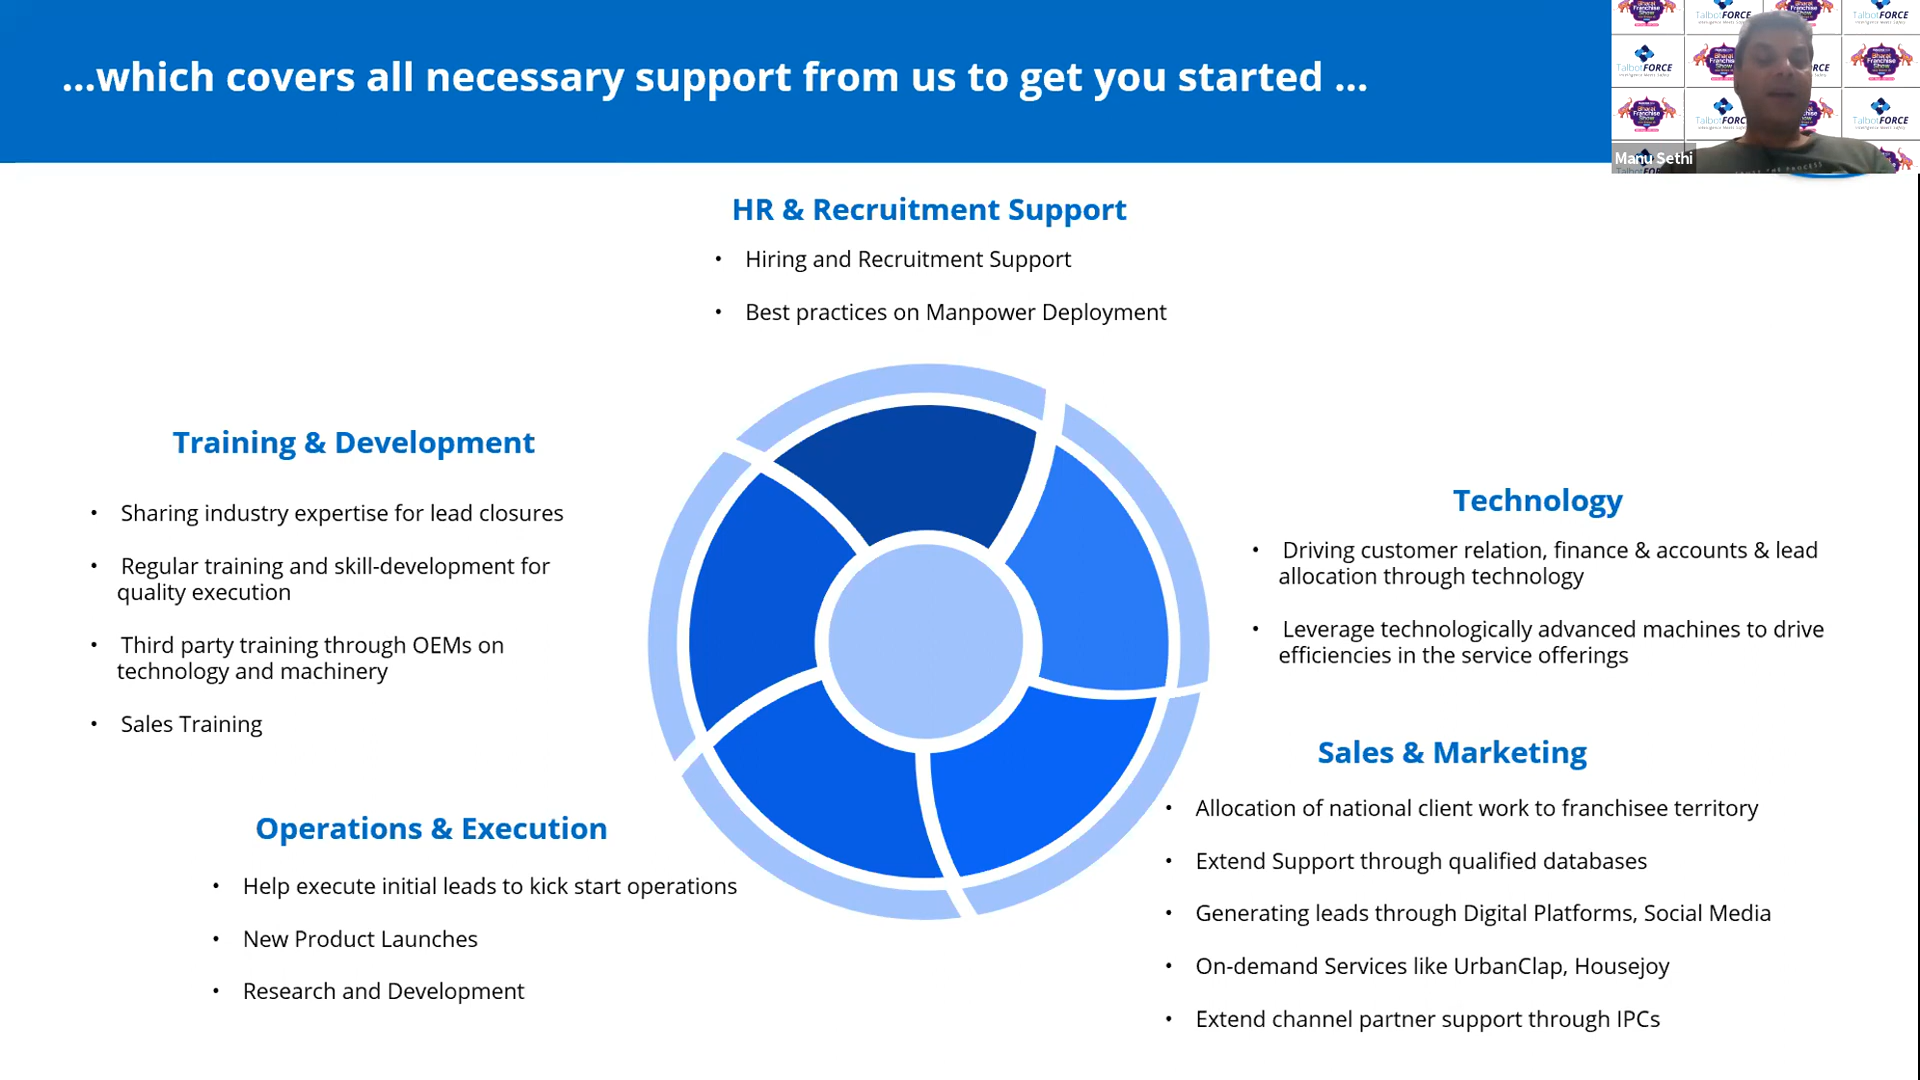 ...which covers all necessary support from us to get you started ...
TalbotFORCE
Bharat Franchise Show
Manu Sethi
HR & Recruitment Support
• Hiring and Recruitment Support
• Best practices on Manpower Deployment
Training & Development
• Sharing industry expertise for lead closures
• Regular training and skill-development for
quality execution
• Third party training through OEMs on
technology and machinery
• Sales Training
Technology
• Driving customer relation, finance & accounts & lead
allocation through technology
• Leverage technologically advanced machines to drive
efficiencies in the service offerings
Sales & Marketing
• Allocation of national client work to franchisee territory
• Extend Support through qualified databases
• Generating leads through Digital Platforms, Social Media
• On-demand Services like UrbanClap, Housejoy
• Extend channel partner support through IPCs
Operations & Execution
• Help execute initial leads to kick start operations
• New Product Launches
• Research and Development